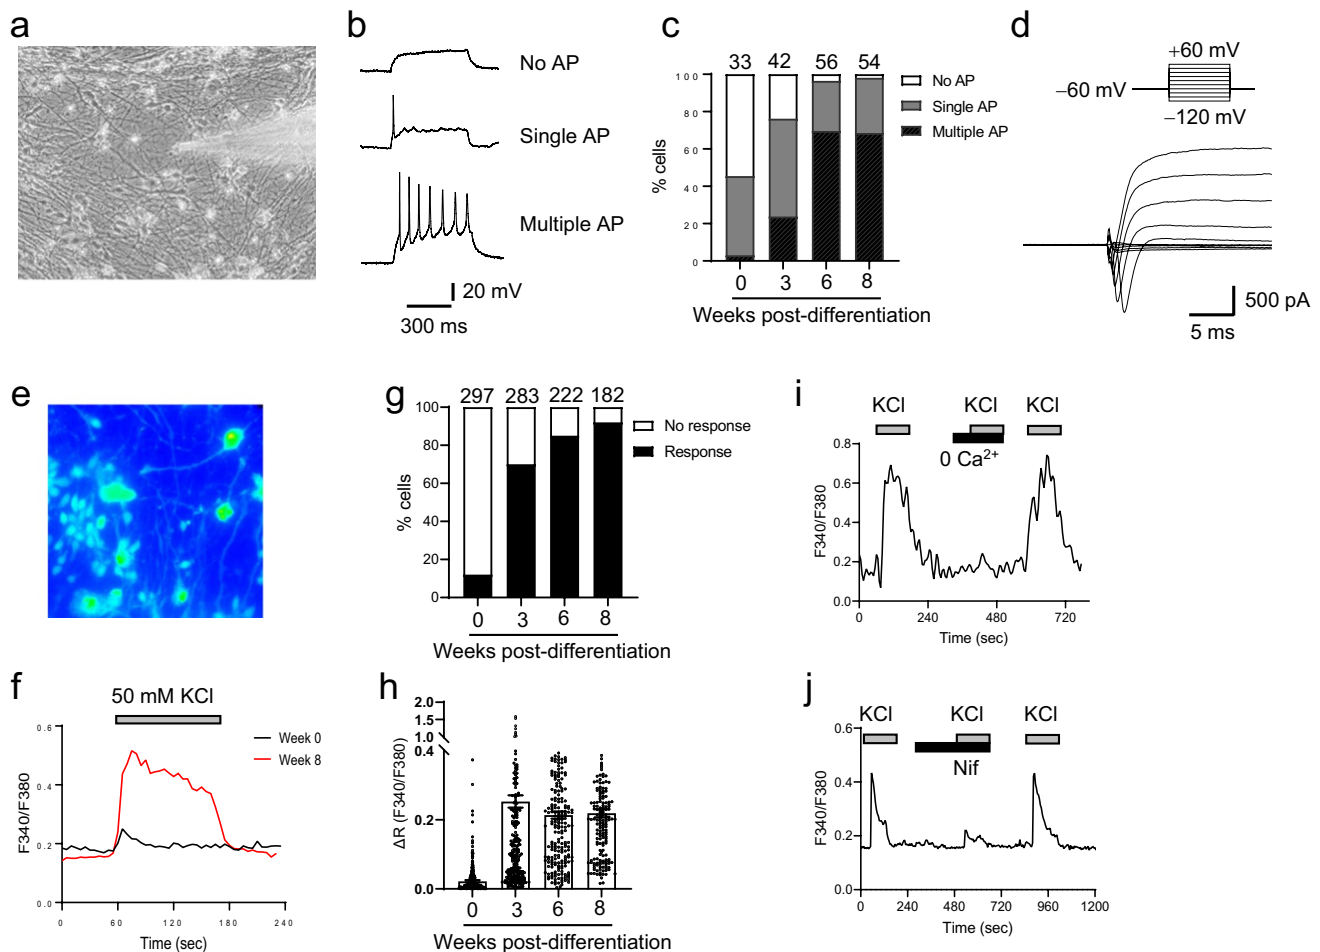 a
b
No AP
Single AP
Multiple AP
20 mV
300 ms
c
33 42 56 54
100
80
60
40
20
0
% cells
No AP
Single AP
Multiple AP
0 3 6 8
Weeks post-differentiation
d
+60 mV
−60 mV
−120 mV
500 pA
5 ms
e
f
50 mM KCl
0.6
0.4
0.2
0.0
F340/F380
Week 0
Week 8
0 60 120 180 240
Time (sec)
g
297 283 222 182
100
80
60
40
20
0
% cells
No response
Response
0 3 6 8
Weeks post-differentiation
h
2.0
1.5
1.0
0.4
0.2
0.0
ΔR (F340/F380)
0 3 6 8
Weeks post-differentiation
i
KCl KCl KCl
0 Ca²⁺
0.8
0.6
0.4
0.2
0.0
F340/F380
0 240 480 720
Time (sec)
j
KCl KCl KCl
Nif
0.6
0.4
0.2
0.0
F340/F380
0 240 480 720 960 1200
Time (sec)